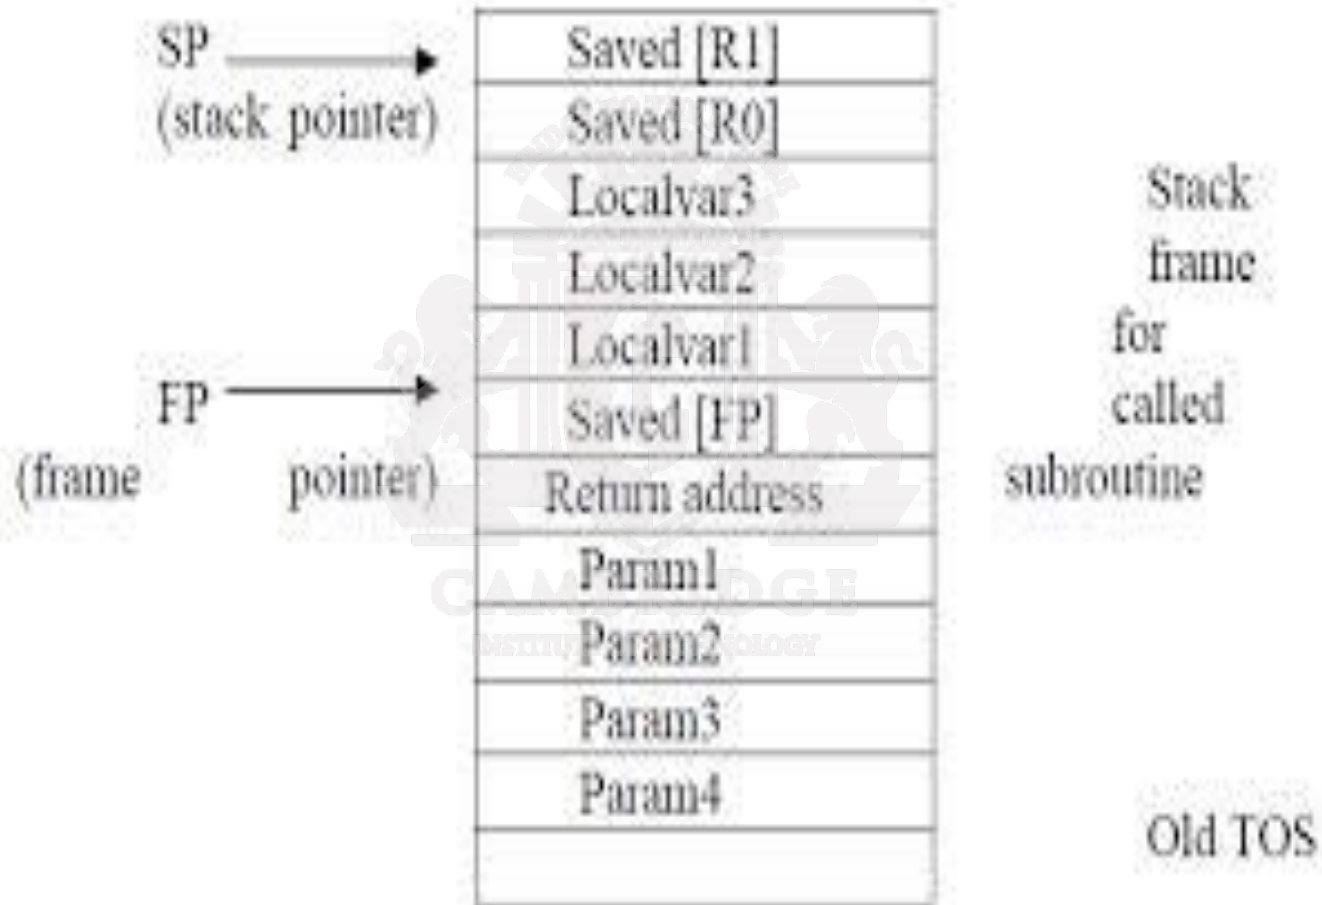 SP
(stack pointer)
FP
(frame pointer)
Saved [R1]
Saved [R0]
Localvar3
Localvar2
Localvar1
Saved [FP]
Return address
Param1
Param2
Param3
Param4
Stack
frame
for
called
subroutine
Old TOS